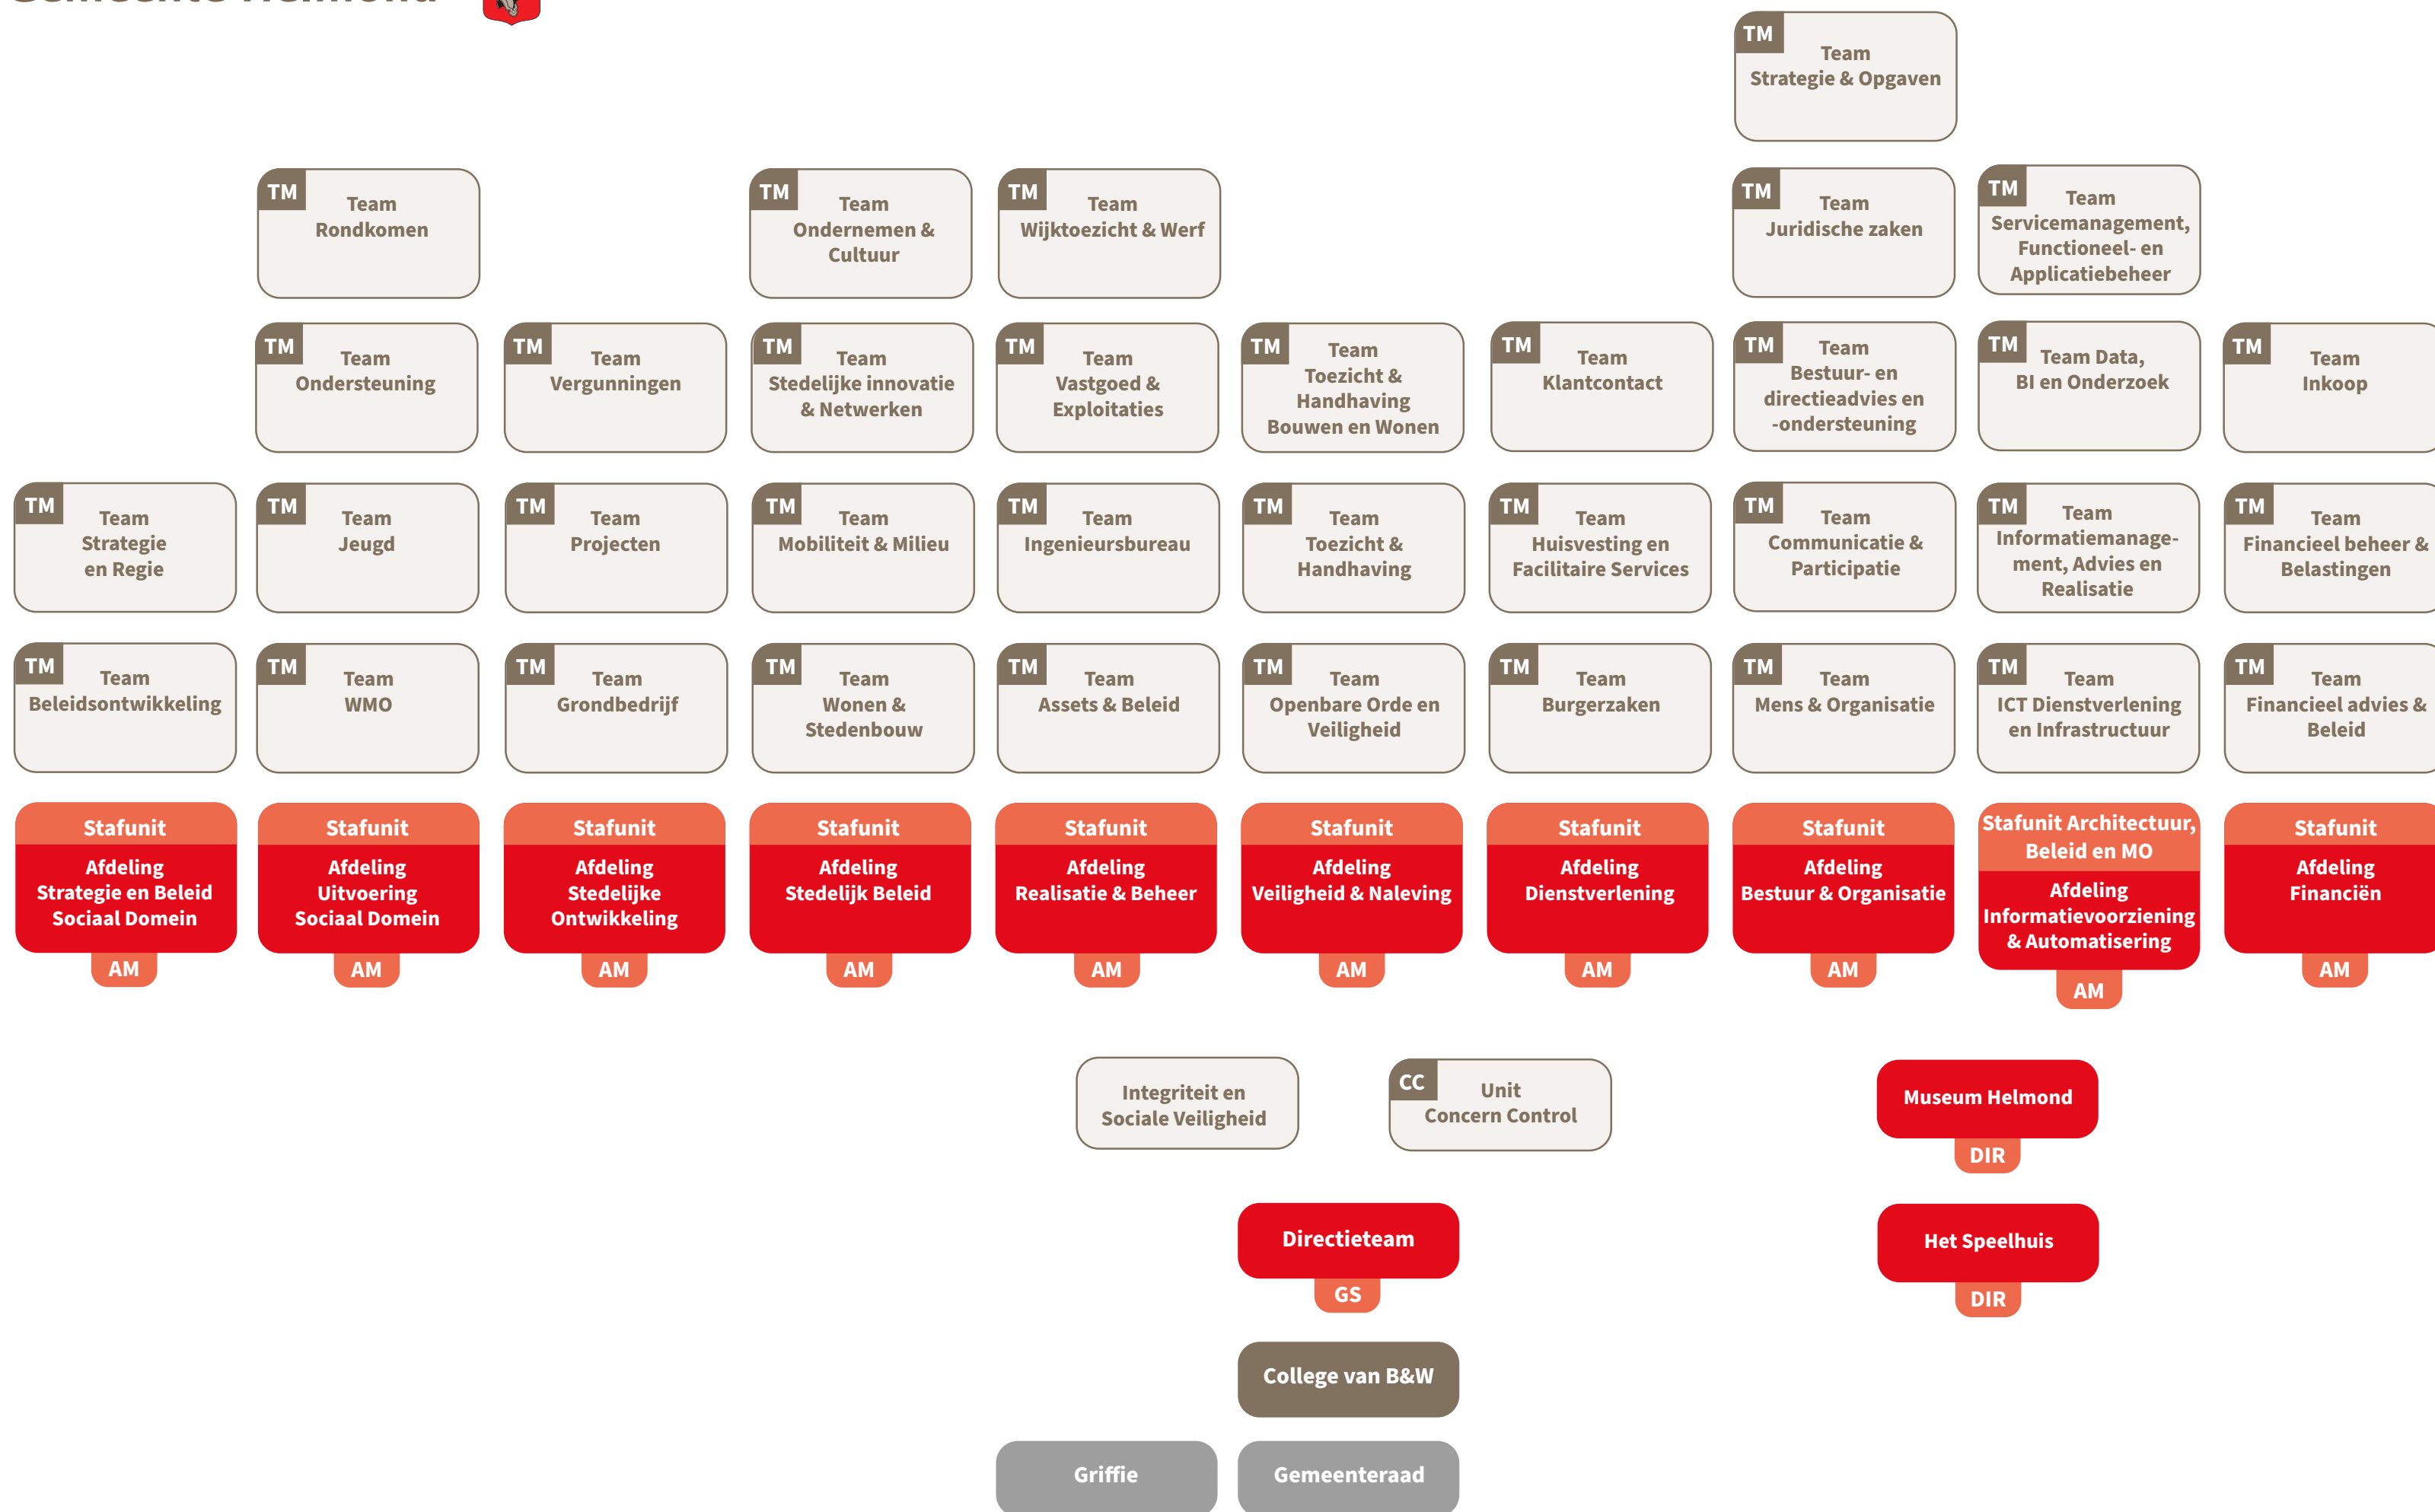 Gemeente Helmond
TM
Team
Strategie & Opgaven
TM
Team
Rondkomen
TM
Team
Ondernemen &
Cultuur
TM
Team
Wijktoezicht & Werf
TM
Team
Juridische zaken
TM
Team
Servicemanagement,
Functioneel- en
Applicatiebeheer
TM
Team
Ondersteuning
TM
Team
Vergunningen
TM
Team
Stedelijke innovatie
& Netwerken
TM
Team
Vastgoed &
Exploitaties
TM
Team
Toezicht &
Handhaving
Bouwen en Wonen
TM
Team
Klantcontact
TM
Team
Bestuur- en
directieadvies en
-ondersteuning
TM
Team Data,
BI en Onderzoek
TM
Team
Inkoop
TM
Team
Strategie
en Regie
TM
Team
Jeugd
TM
Team
Projecten
TM
Team
Mobiliteit & Milieu
TM
Team
Ingenieursbureau
TM
Team
Toezicht &
Handhaving
TM
Team
Huisvesting en
Facilitaire Services
TM
Team
Communicatie &
Participatie
TM
Team
Informatiemanage-
ment, Advies en
Realisatie
TM
Team
Financieel beheer &
Belastingen
TM
Team
Beleidsontwikkeling
TM
Team
WMO
TM
Team
Grondbedrijf
TM
Team
Wonen &
Stedenbouw
TM
Team
Assets & Beleid
TM
Team
Openbare Orde en
Veiligheid
TM
Team
Burgerzaken
TM
Team
Mens & Organisatie
TM
Team
ICT Dienstverlening
en Infrastructuur
TM
Team
Financieel advies &
Beleid
Stafunit
Afdeling
Strategie en Beleid
Sociaal Domein
AM
Stafunit
Afdeling
Uitvoering
Sociaal Domein
AM
Stafunit
Afdeling
Stedelijke
Ontwikkeling
AM
Stafunit
Afdeling
Stedelijk Beleid
AM
Stafunit
Afdeling
Realisatie & Beheer
AM
Stafunit
Afdeling
Veiligheid & Naleving
AM
Stafunit
Afdeling
Dienstverlening
AM
Stafunit
Afdeling
Bestuur & Organisatie
AM
Stafunit Architectuur,
Beleid en MO
Afdeling
Informatievoorziening
& Automatisering
AM
Stafunit
Afdeling
Financiën
AM
Integriteit en
Sociale Veiligheid
CC
Unit
Concern Control
Museum Helmond
DIR
Directieteam
GS
Het Speelhuis
DIR
College van B&W
Griffie
Gemeenteraad